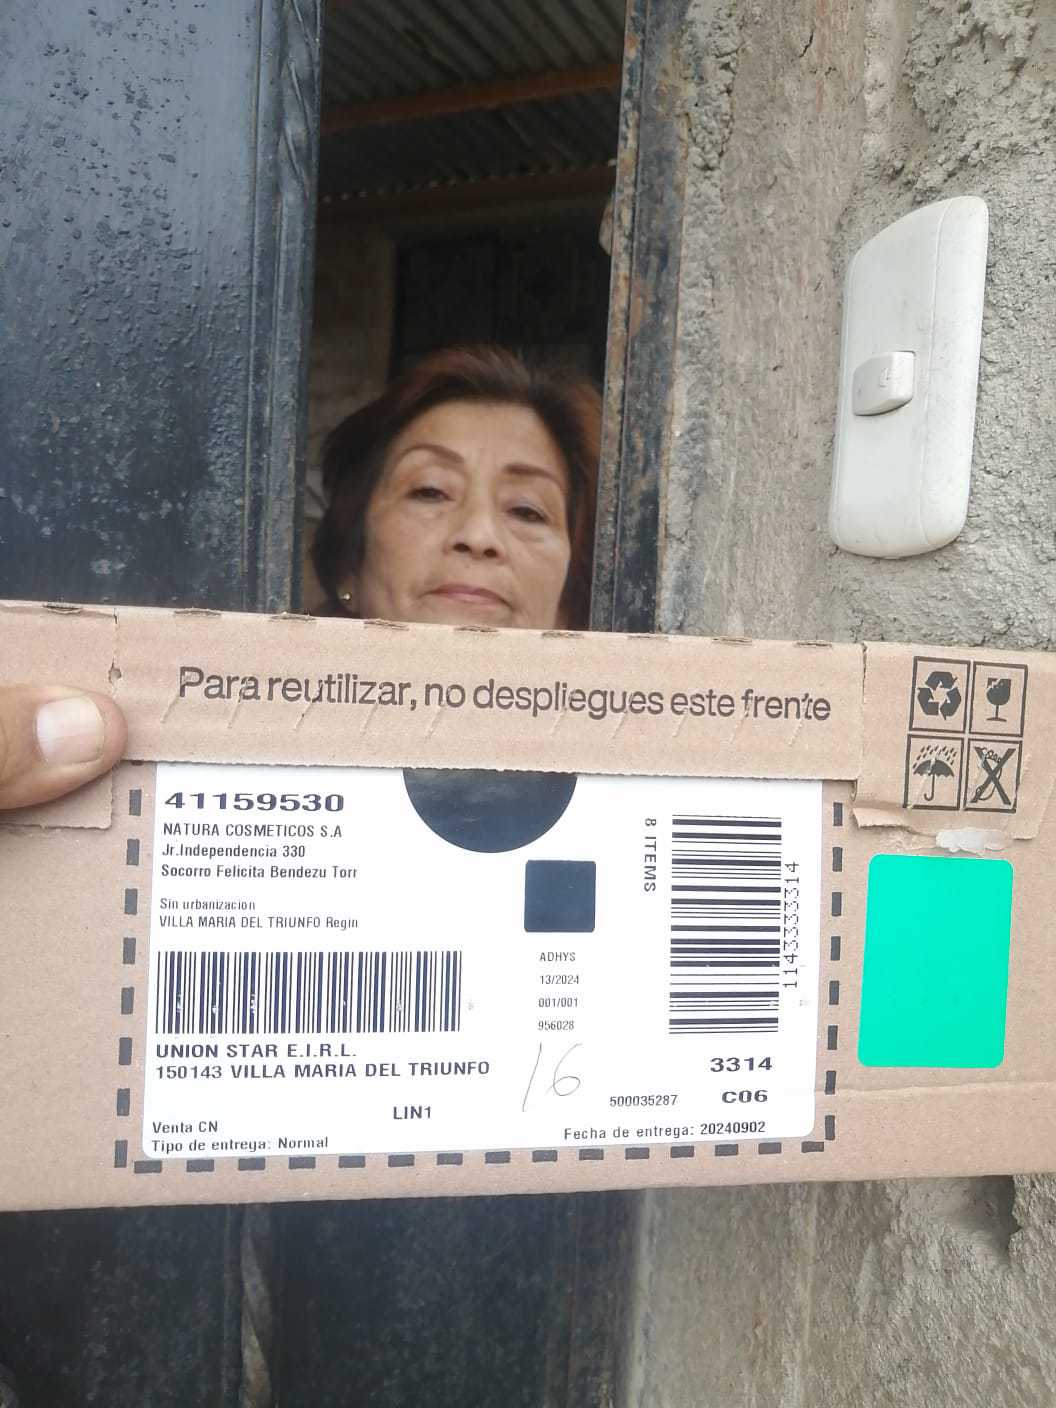 Para reutilizar, no despliegues este frente
41159530
NATURA COSMETICOS S.A
Jr.Independencia 330
Socorro Felicita Bendezu Torr
Sin urbanizacion
VILLA MARIA DEL TRIUNFO Regin
8 ITEMS
1143333314
ADHYS
13/2024
001/001
956028
UNION STAR E.I.R.L.
150143 VILLA MARIA DEL TRIUNFO
16
3314
500035287
C06
LIN1
Venta CN
Tipo de entrega: Normal
Fecha de entrega: 20240902